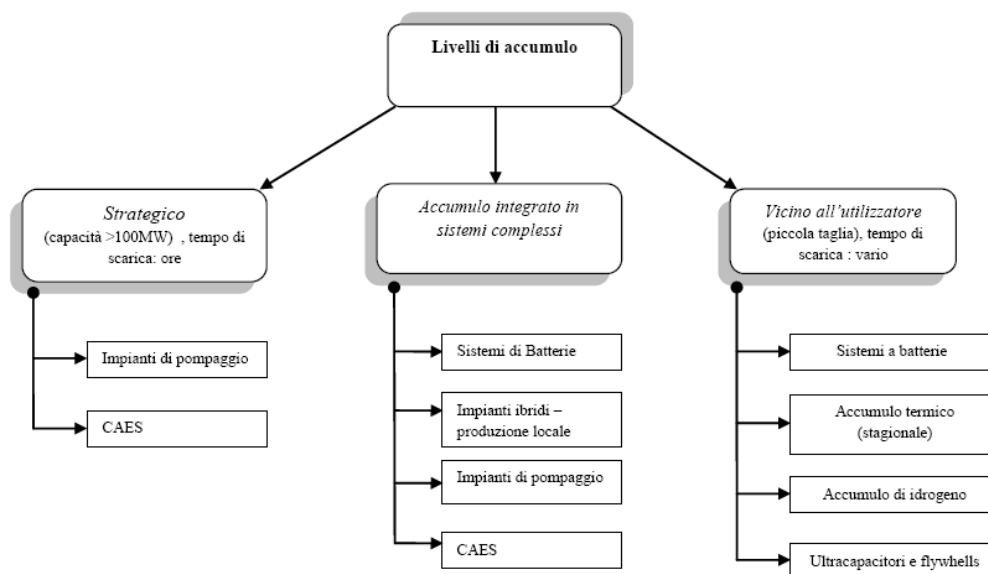 Livelli di accumulo
Strategico
(capacità >100MW) , tempo di
scarica: ore
Impianti di pompaggio
CAES
Accumulo integrato in
sistemi complessi
Sistemi di Batterie
Impianti ibridi –
produzione locale
Impianti di pompaggio
CAES
Vicino all'utilizzatore
(piccola taglia), tempo di
scarica : vario
Sistemi a batterie
Accumulo termico
(stagionale)
Accumulo di idrogeno
Ultracapacitori e flywhells